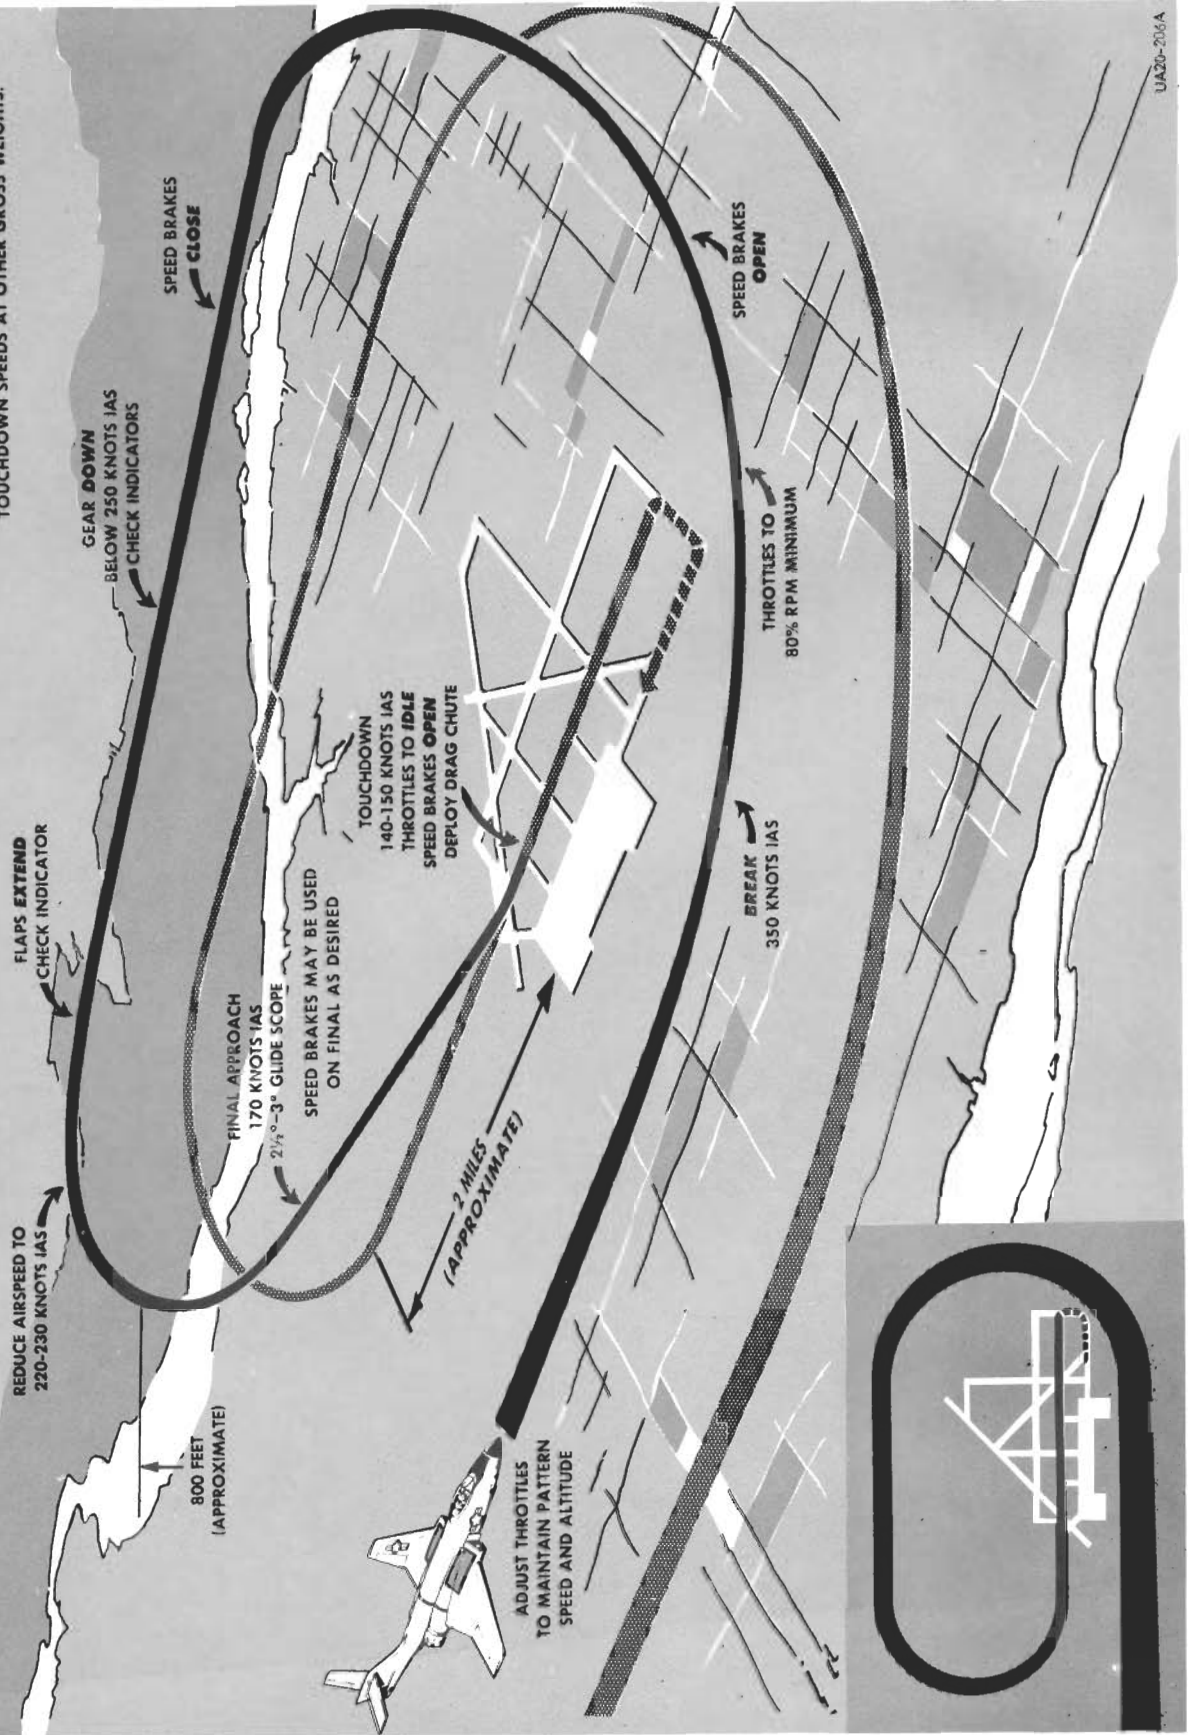 TOUCHDOWN SPEEDS AT OTHER GROSS WEIGHTS.
REDUCE AIRSPEED TO
220-230 KNOTS IAS
FLAPS EXTEND
CHECK INDICATOR
GEAR DOWN
BELOW 250 KNOTS IAS
CHECK INDICATORS
SPEED BRAKES
CLOSE
800 FEET
(APPROXIMATE)
FINAL APPROACH
170 KNOTS IAS
2½°-3° GLIDE SCOPE
SPEED BRAKES MAY BE USED
ON FINAL AS DESIRED
TOUCHDOWN
140-150 KNOTS IAS
THROTTLES TO IDLE
SPEED BRAKES OPEN
DEPLOY DRAG CHUTE
2 MILES
(APPROXIMATE)
ADJUST THROTTLES
TO MAINTAIN PATTERN
SPEED AND ALTITUDE
BREAK
350 KNOTS IAS
THROTTLES TO
80% RPM MINIMUM
SPEED BRAKES
OPEN
UA20-206A